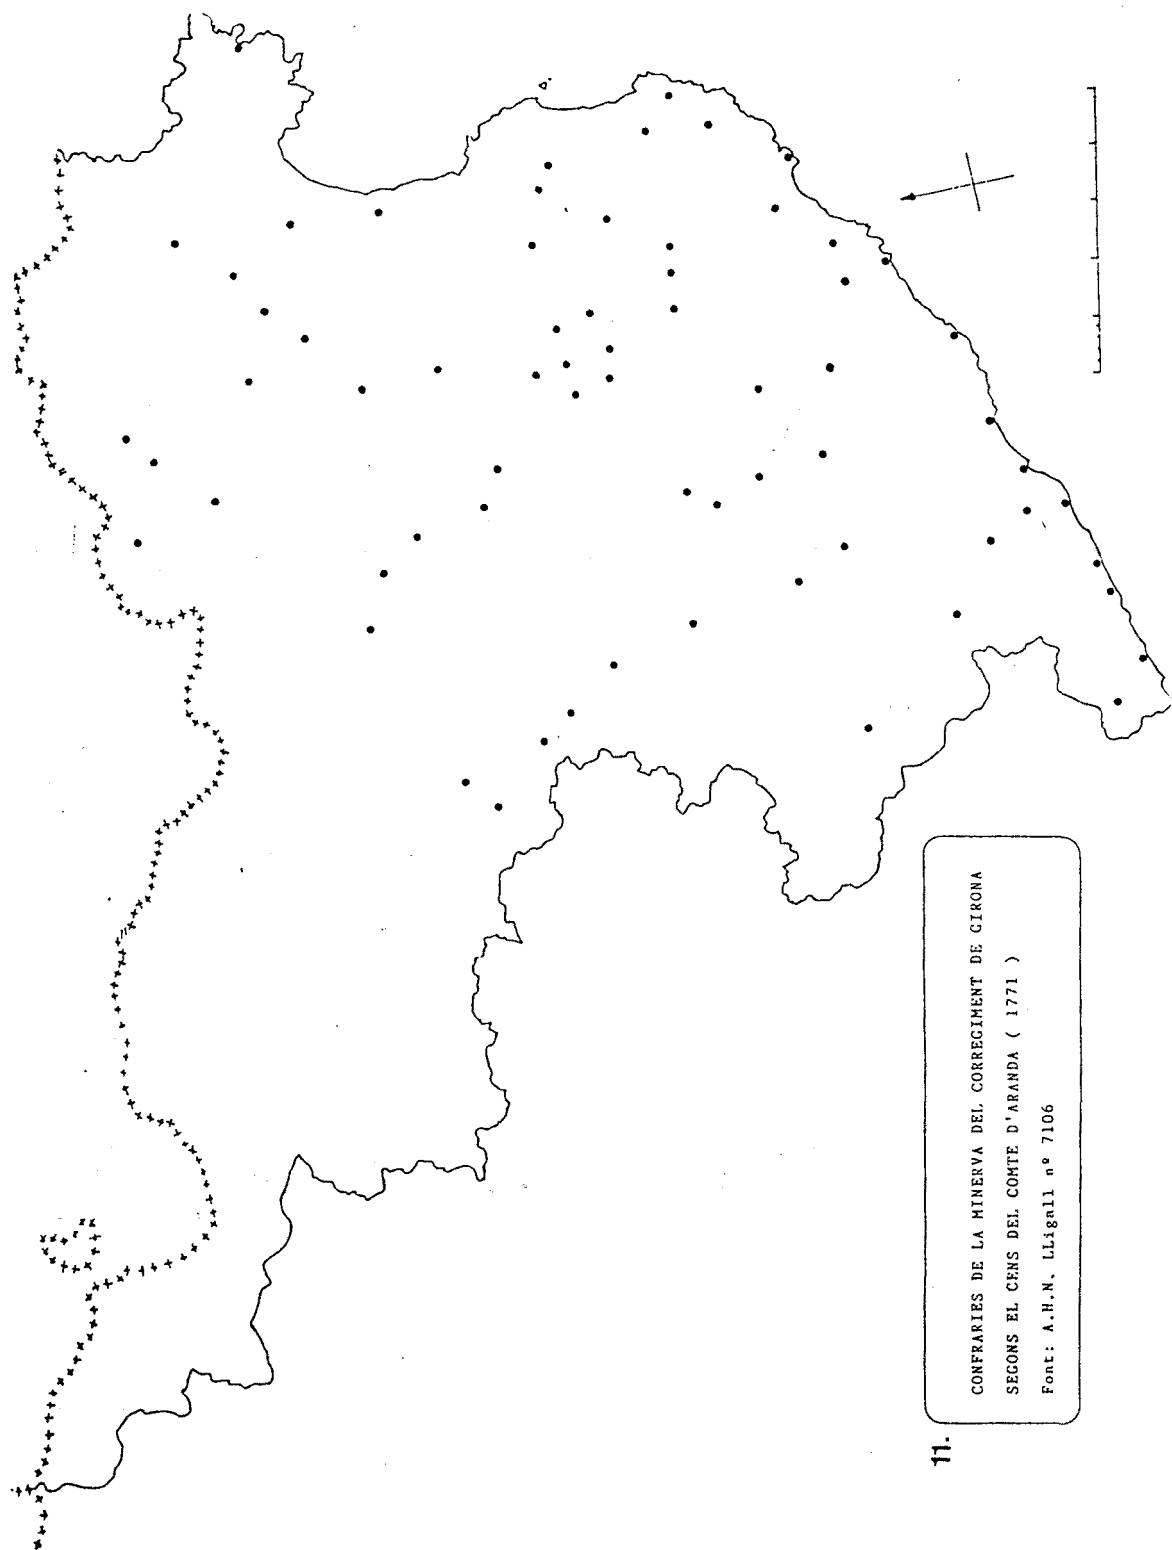 11.
CONFRARIES DE LA MINERVA DEL CORREGIMENT DE GIRONA
SEGONS EL CENS DEL COMTE D'ARANDA ( 1771 )
Font: A.H.N. LLigall nº 7106